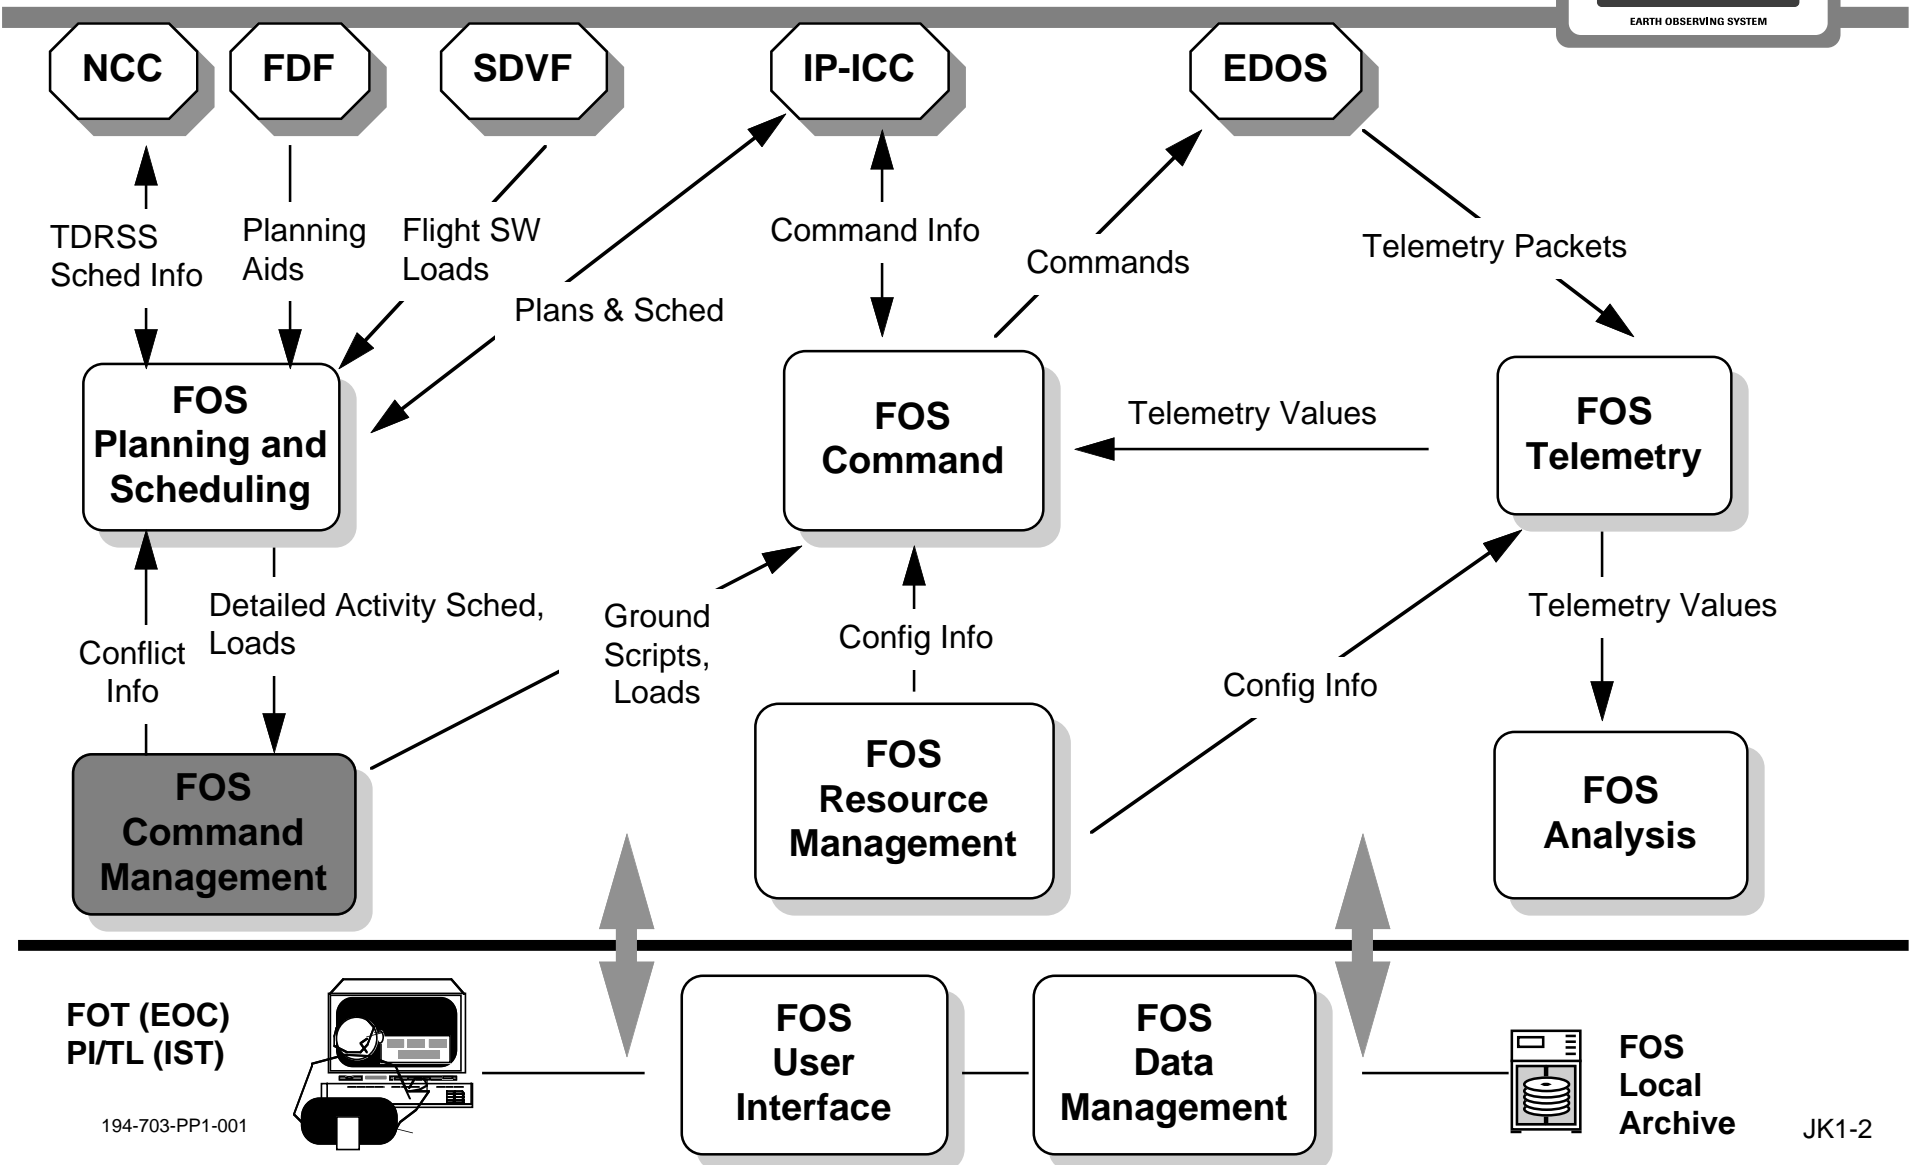 EARTH OBSERVING SYSTEM
NCC
FDF
SDVF
IP-ICC
EDOS
TDRSS
Sched Info
Planning
Aids
Flight SW
Loads
Plans & Sched
Command Info
Commands
Telemetry Packets
FOS
Planning and
Scheduling
FOS
Command
Telemetry Values
FOS
Telemetry
Conflict
Info
Detailed Activity Sched,
Loads
Ground
Scripts,
Loads
Config Info
Config Info
Telemetry Values
FOS
Command
Management
FOS
Resource
Management
FOS
Analysis
FOT (EOC)
PI/TL (IST)
FOS
User
Interface
FOS
Data
Management
FOS
Local
Archive
194-703-PP1-001
JK1-2